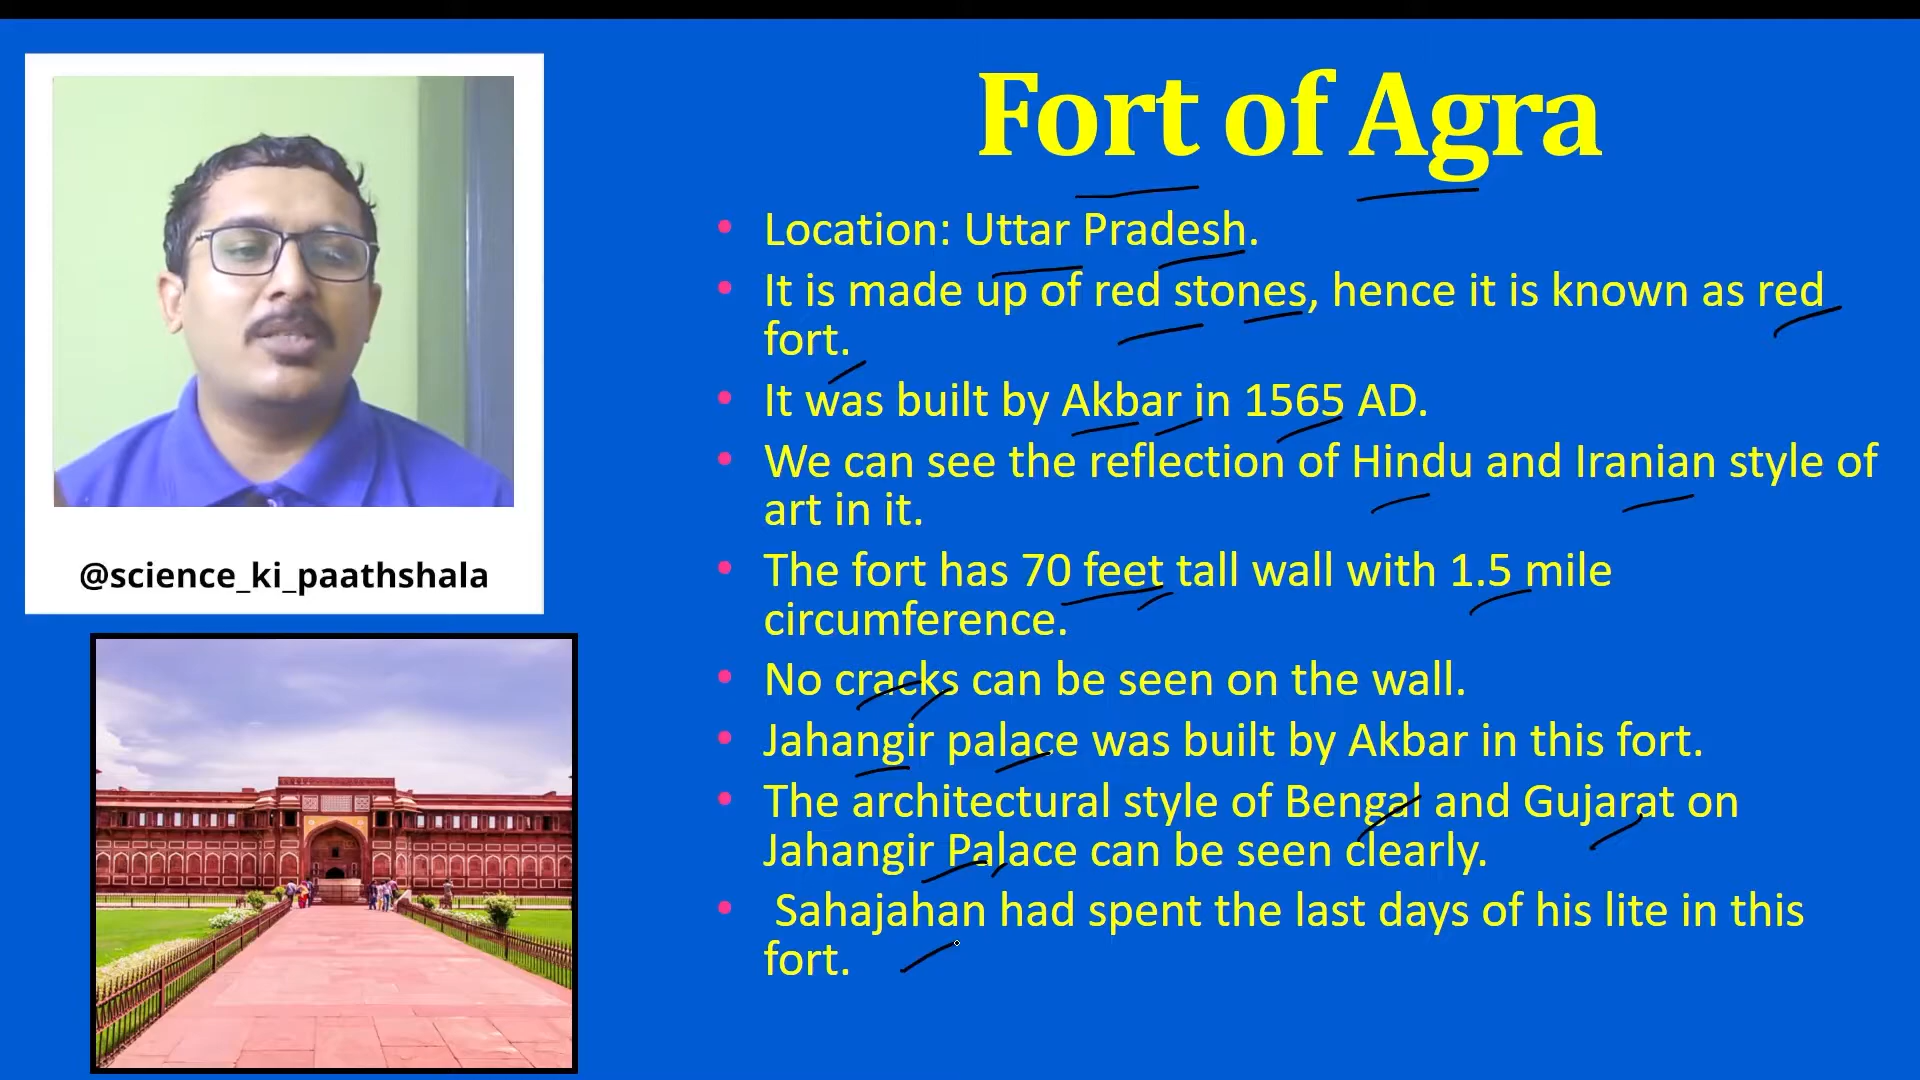 Fort of Agra
Location: Uttar Pradesh.
It is made up of red stones, hence it is known as red
fort.
It was built by Akbar in 1565 AD.
We can see the reflection of Hindu and Iranian style of
art in it.
The fort has 70 feet tall wall with 1.5 mile
circumference.
No cracks can be seen on the wall.
Jahangir palace was built by Akbar in this fort.
The architectural style of Bengal and Gujarat on
Jahangir Palace can be seen clearly.
Sahajahan had spent the last days of his lite in this
fort.
@science_ki_paathshala